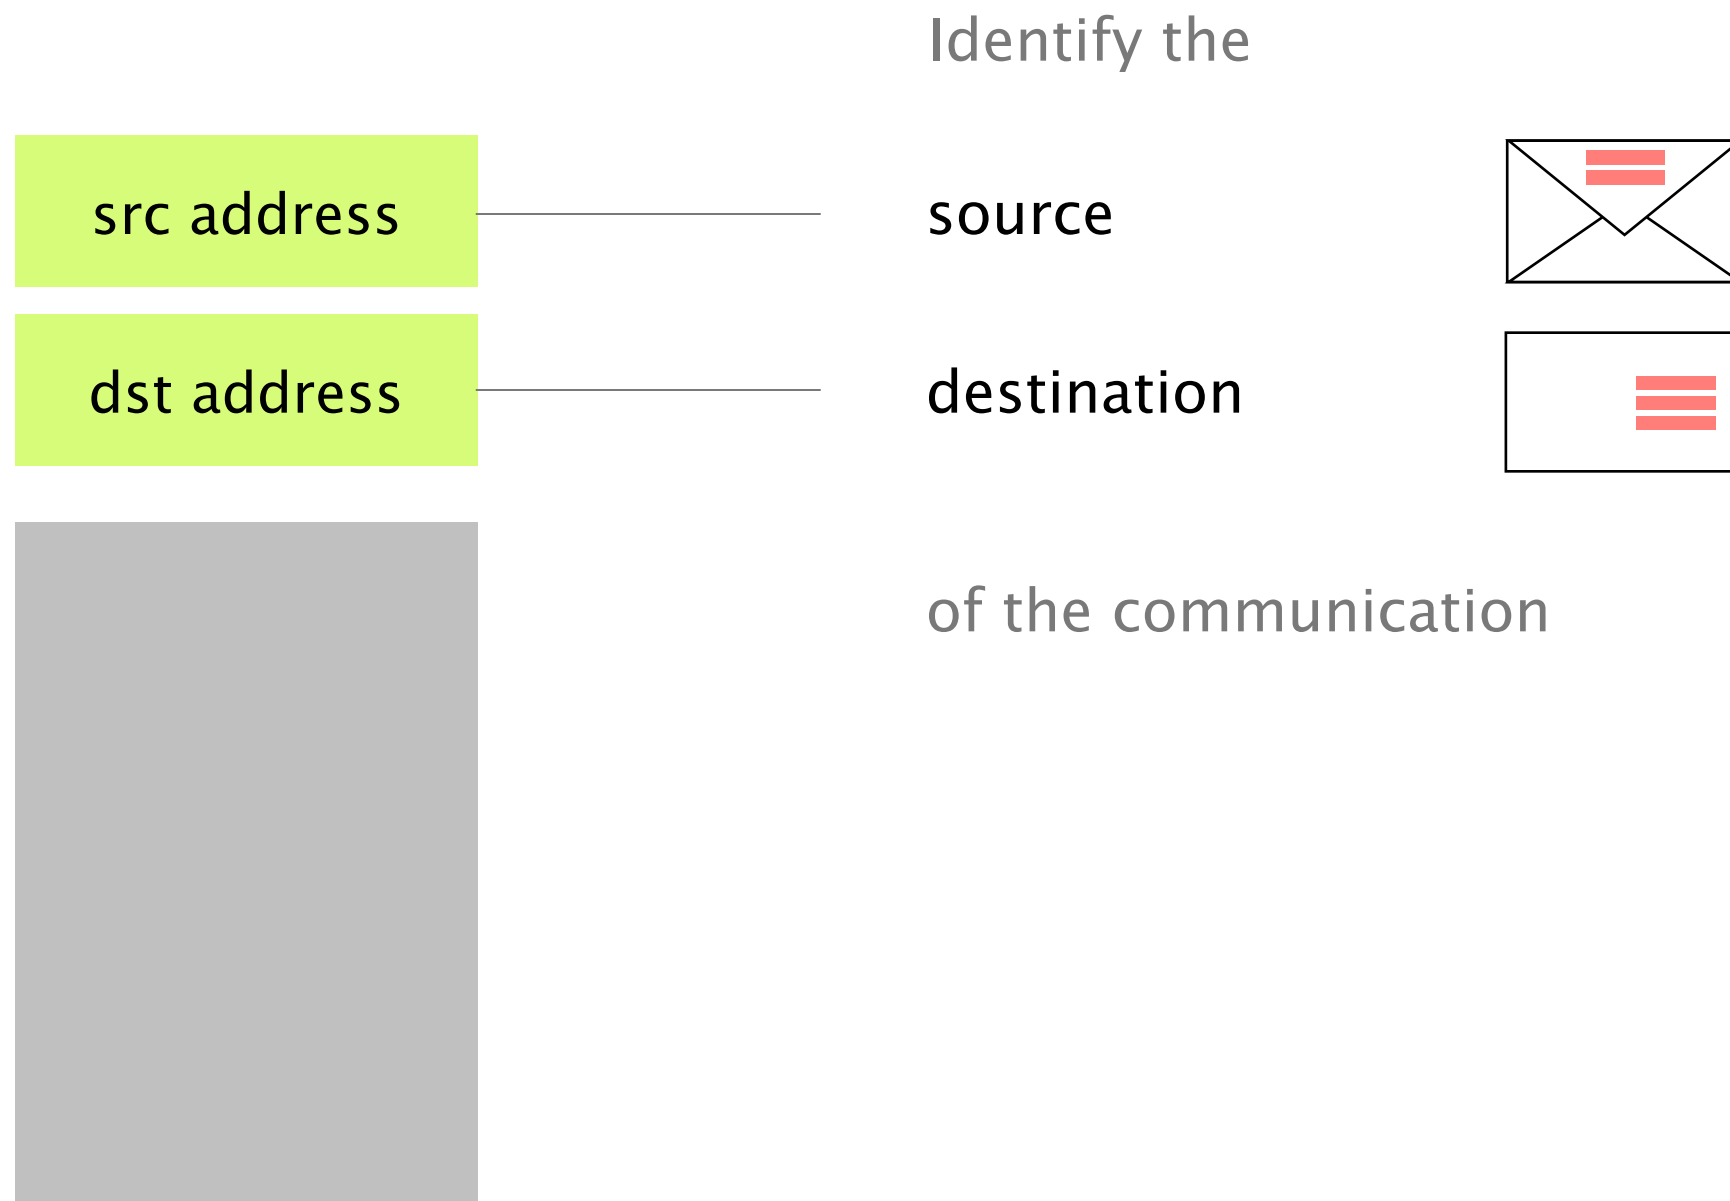 Identify the
src address
source
dst address
destination
of the communication